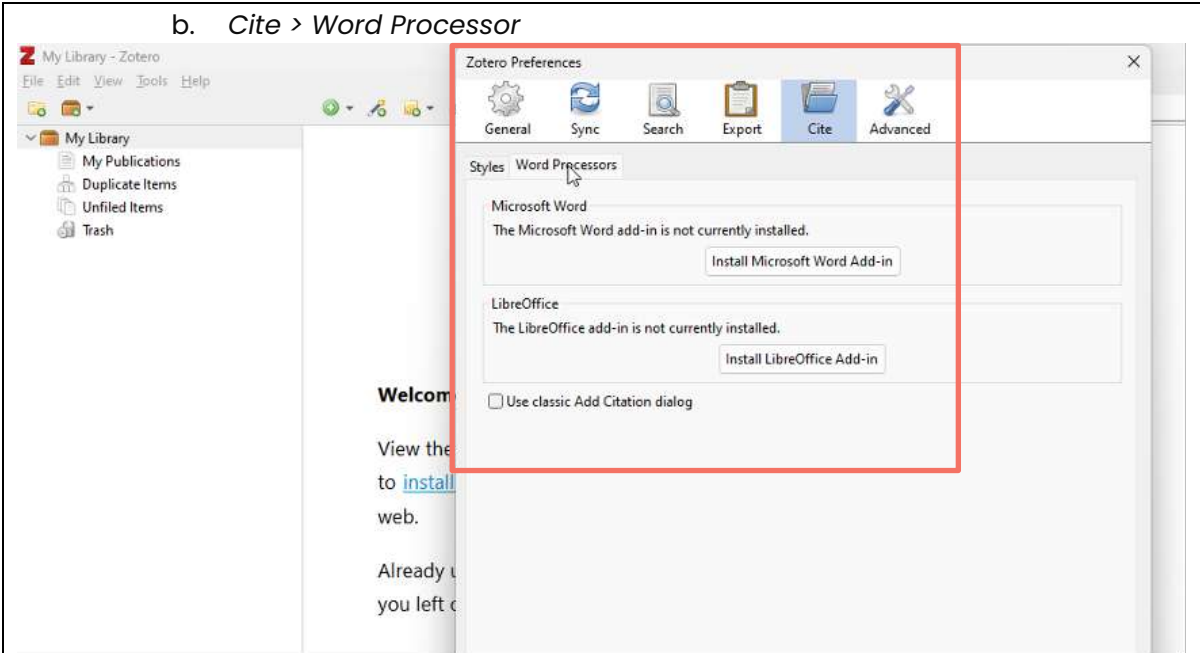 b. Cite > Word Processor
My Library - Zotero
File Edit View Tools Help
My Library
My Publications
Duplicate Items
Unfiled Items
Trash
Welcom
View the
to install
web.
Already u
you left
Zotero Preferences
General Sync Search Export Cite Advanced
Styles Word Processors
Microsoft Word
The Microsoft Word add-in is not currently installed.
Install Microsoft Word Add-in
LibreOffice
The LibreOffice add-in is not currently installed.
Install LibreOffice Add-in
Use classic Add Citation dialog